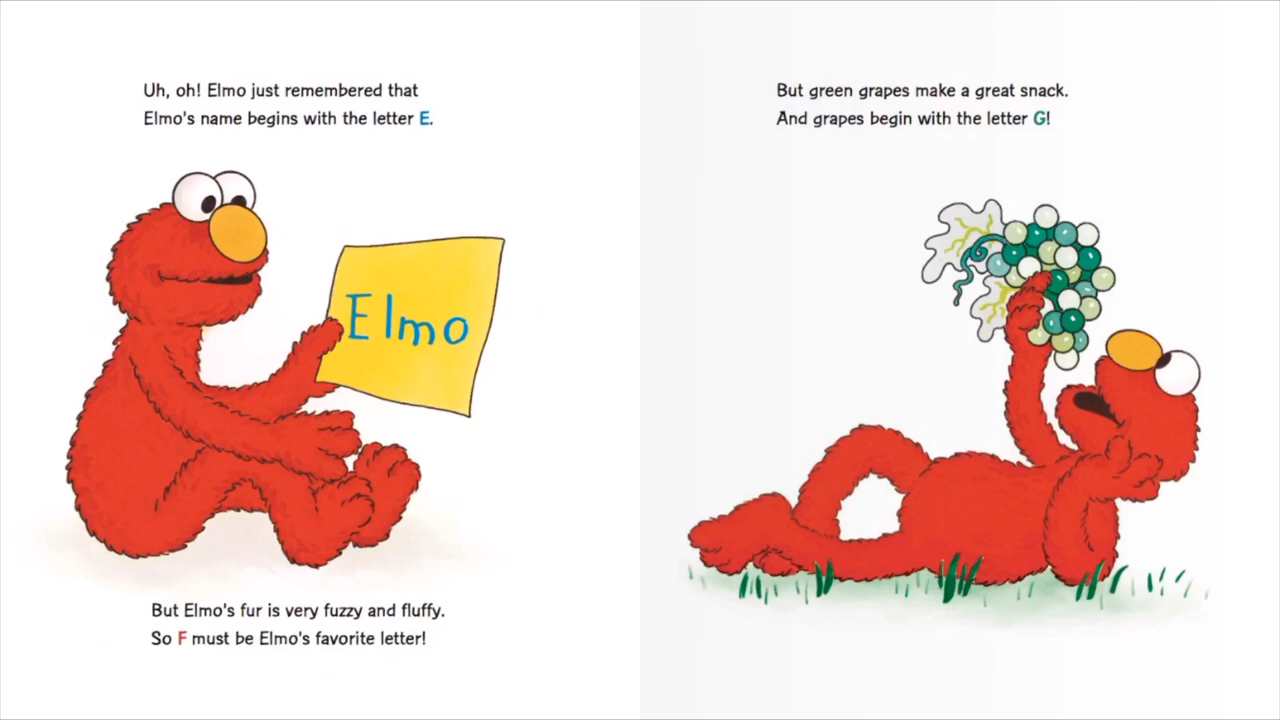 Uh, oh! Elmo just remembered that
Elmo's name begins with the letter E.
Elmo
But Elmo's fur is very fuzzy and fluffy.
So F must be Elmo's favorite letter!
But green grapes make a great snack.
And grapes begin with the letter G!